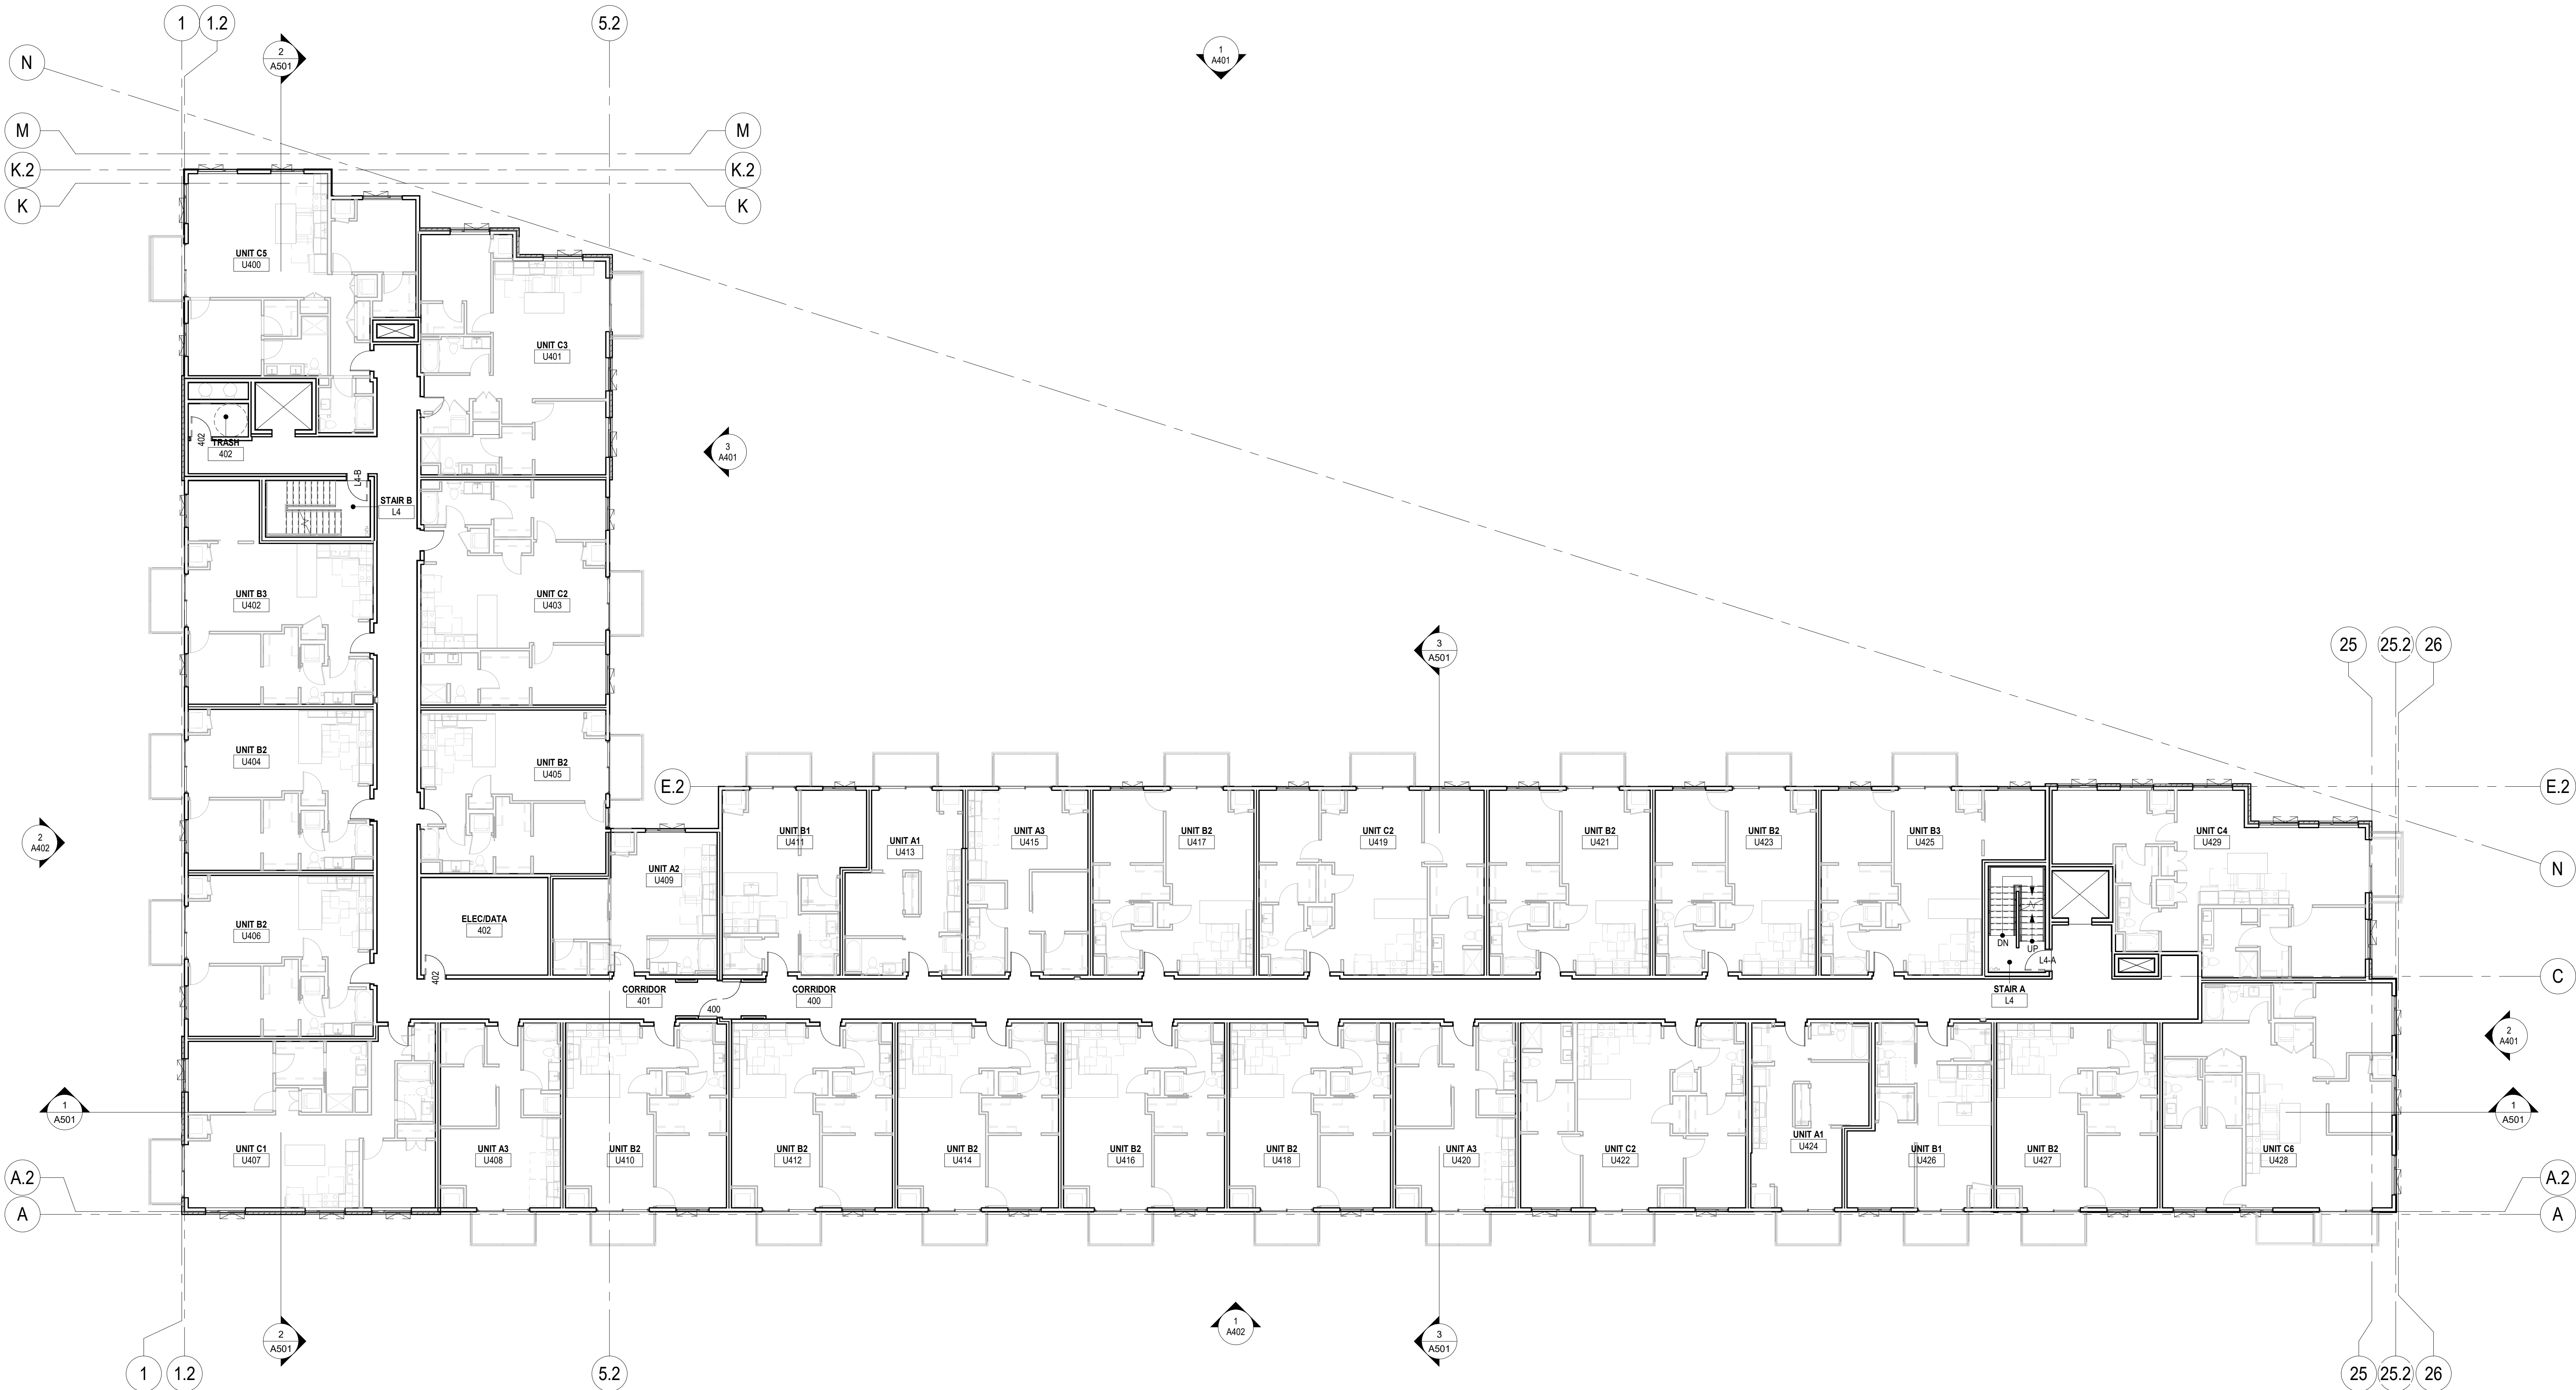 1
1.2
5.2
2
A501
1
A401
N
M
M
K.2
K.2
K
K
UNIT C5
U400
UNIT C3
U401
402
TRASH
402
3
A401
L4-B
STAIR B
L4
UNIT B3
U402
UNIT C2
U403
3
A501
25
25.2
26
UNIT B2
U404
UNIT B2
U405
E.2
E.2
2
A402
UNIT A2
U409
UNIT B1
U411
UNIT A1
U413
UNIT A3
U415
UNIT B2
U417
UNIT C2
U419
UNIT B2
U421
UNIT B2
U423
UNIT B3
U425
UNIT C4
U429
N
UNIT B2
U406
ELEC/DATA
402
402
DN
UP
L4-A
C
CORRIDOR
401
CORRIDOR
400
400
STAIR A
L4
2
A401
1
A501
1
A501
UNIT C1
U407
UNIT A3
U408
UNIT B2
U410
UNIT B2
U412
UNIT B2
U414
UNIT B2
U416
UNIT B2
U418
UNIT A3
U420
UNIT C2
U422
UNIT A1
U424
UNIT B1
U426
UNIT B2
U427
UNIT C6
U428
A.2
A.2
A
A
2
A501
1
A402
3
A501
1
1.2
5.2
25
25.2
26